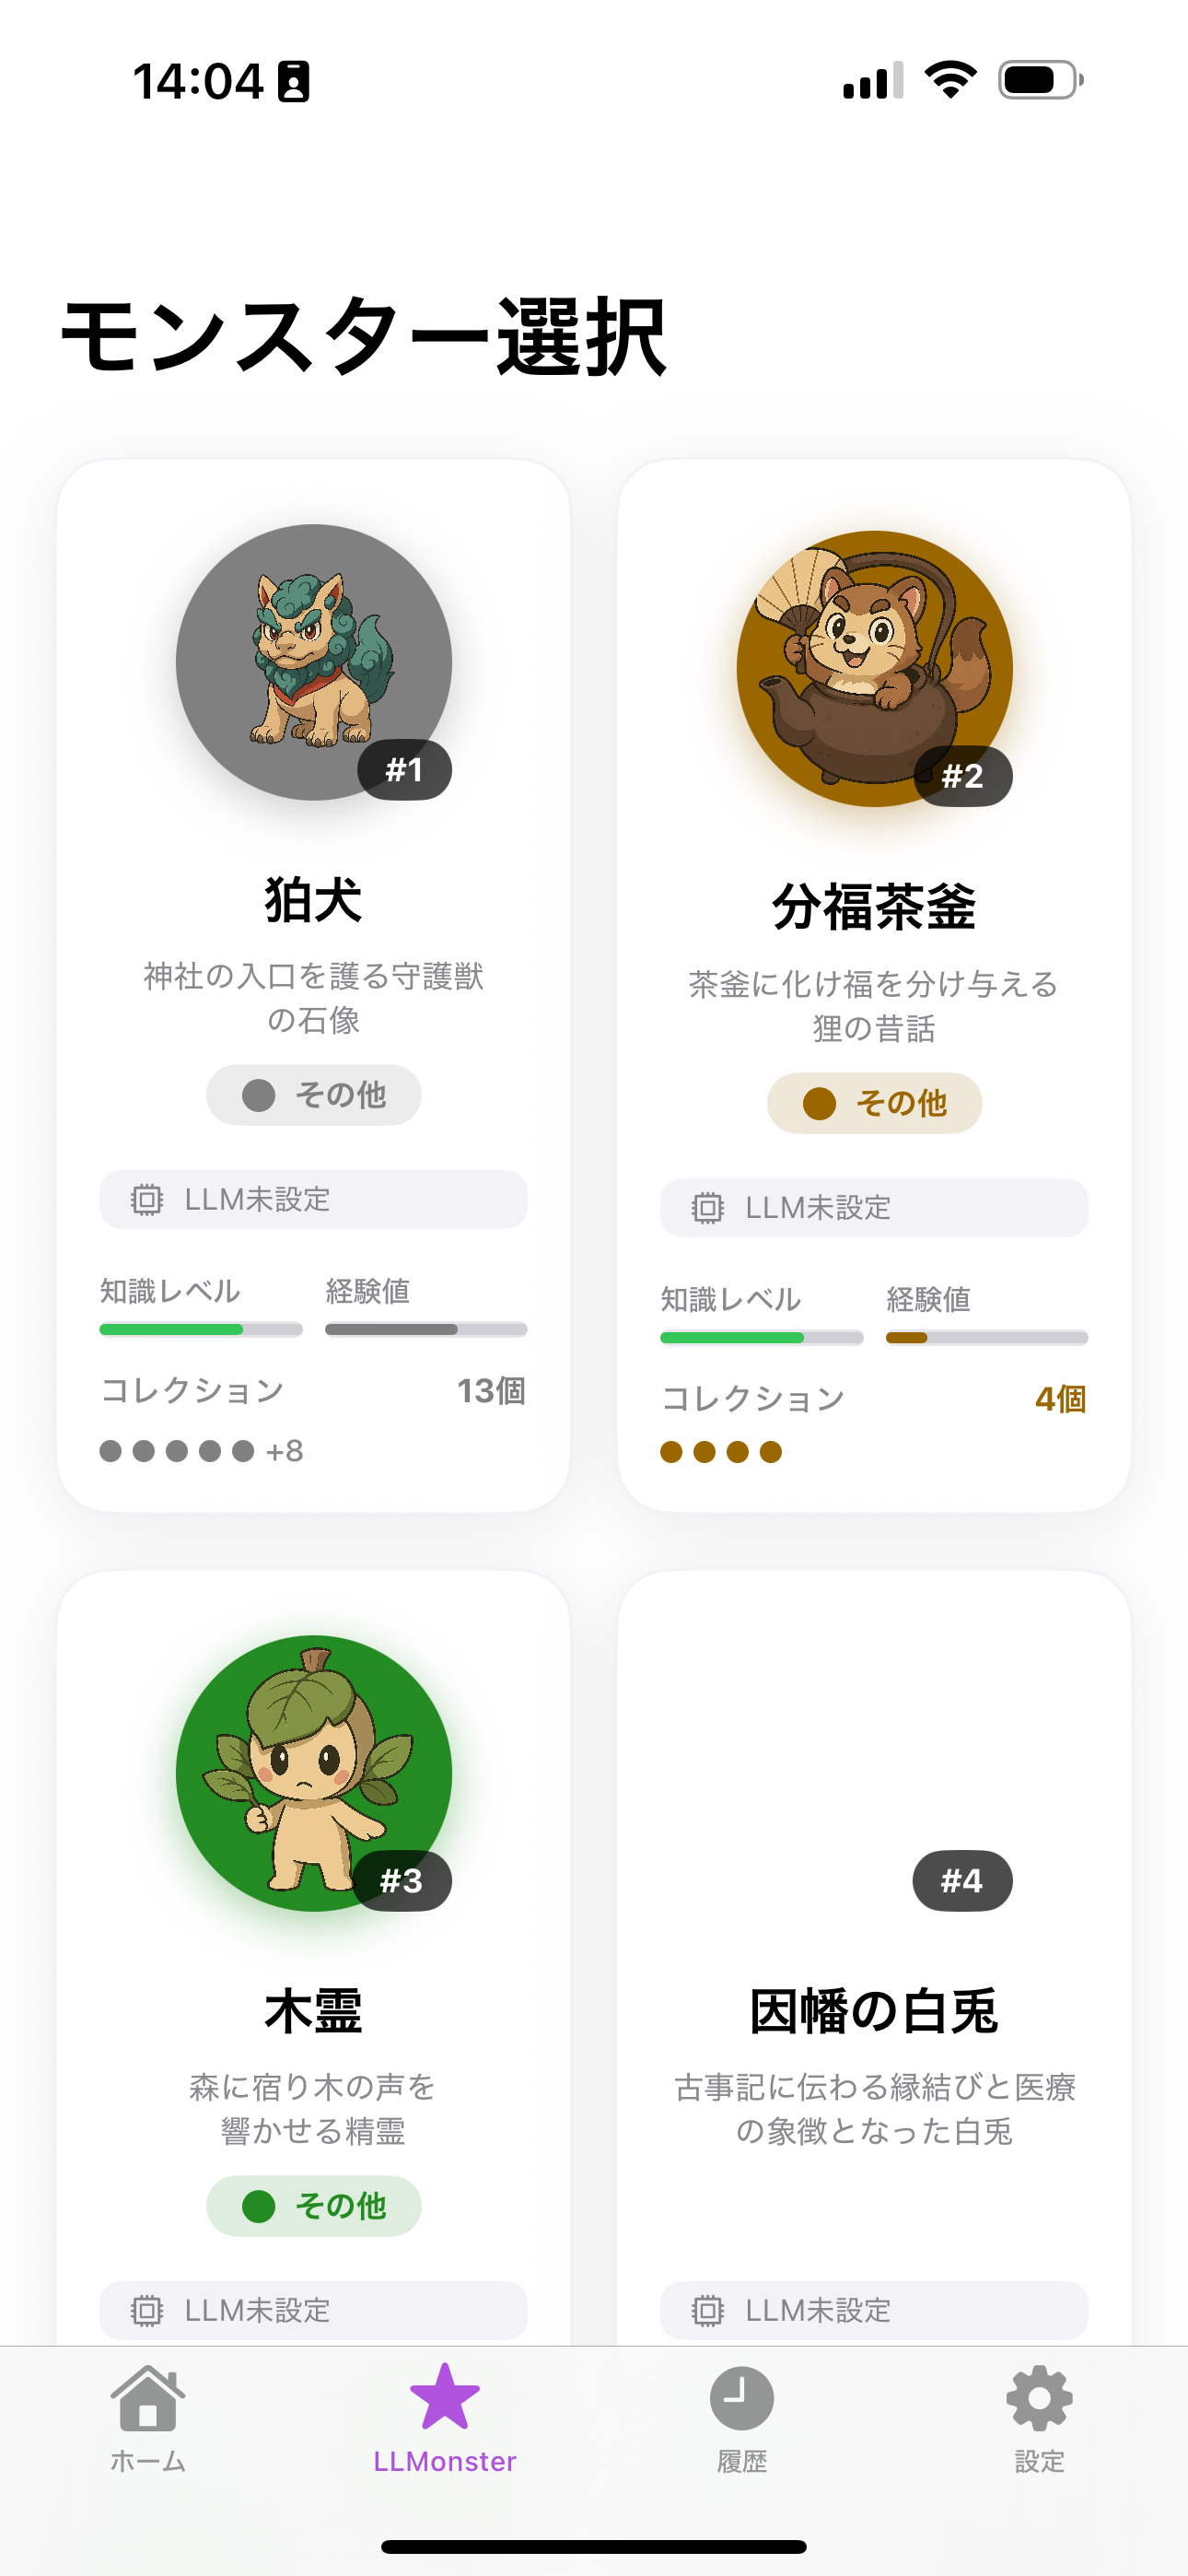 14:04
モンスター選択
#1
狛犬
神社の入口を護る守護獣
の石像
その他
LLM未設定
知識レベル 経験値
コレクション 13個
+8
#2
分福茶釜
茶釜に化け福を分け与える
狸の昔話
その他
LLM未設定
知識レベル 経験値
コレクション 4個
#3
木霊
森に宿り木の声を
響かせる精霊
その他
LLM未設定
#4
因幡の白兎
古事記に伝わる縁結びと医療
の象徴となった白兎
LLM未設定
ホーム
LLMonster
履歴
設定